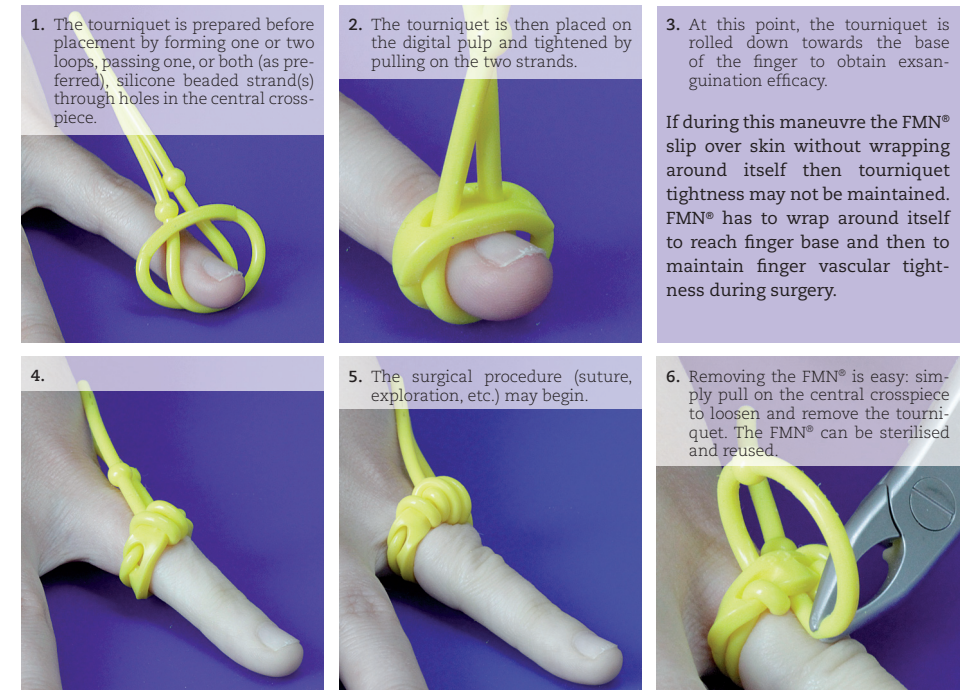 1. The tourniquet is prepared before
placement by forming one or two
loops, passing one, or both (as pre-
ferred), silicone beaded strand(s)
through holes in the central cross-
piece.
2. The tourniquet is then placed on
the digital pulp and tightened by
pulling on the two strands.
3. At this point, the tourniquet is
rolled down towards the base
of the finger to obtain exsan-
guination efficacy.
If during this maneuvre the FMN®
slip over skin without wrapping
around itself then tourniquet
tightness may not be maintained.
FMN® has to wrap around itself
to reach finger base and then to
maintain finger vascular tight-
ness during surgery.
4.
5. The surgical procedure (suture,
exploration, etc.) may begin.
6. Removing the FMN® is easy: sim-
ply pull on the central crosspiece
to loosen and remove the tourni-
quet. The FMN® can be sterilised
and reused.